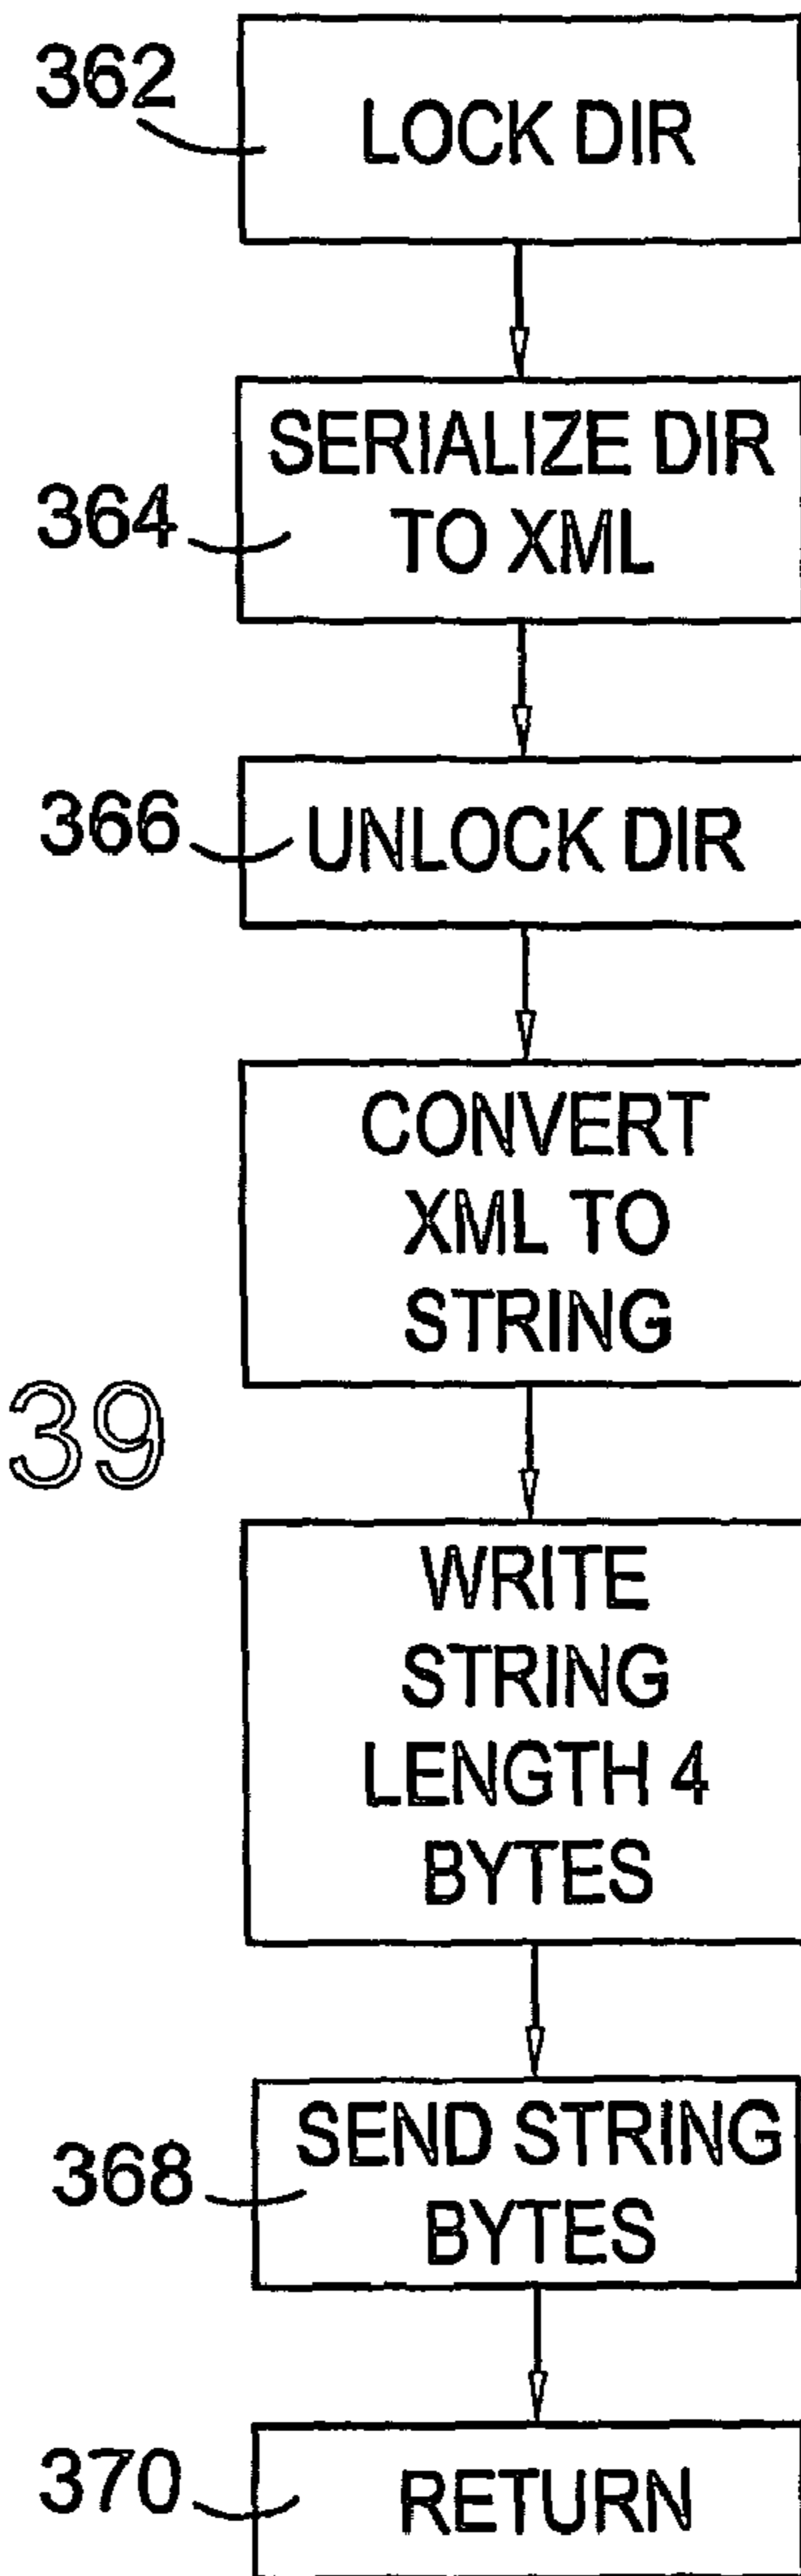 362
LOCK DIR
SERIALIZE DIR
364
TO XML
366
UNLOCK DIR
CONVERT
XML TO
STRING
39
WRITE
STRING
LENGTH 4
BYTES
SEND STRING
368
BYTES
370
RETURN